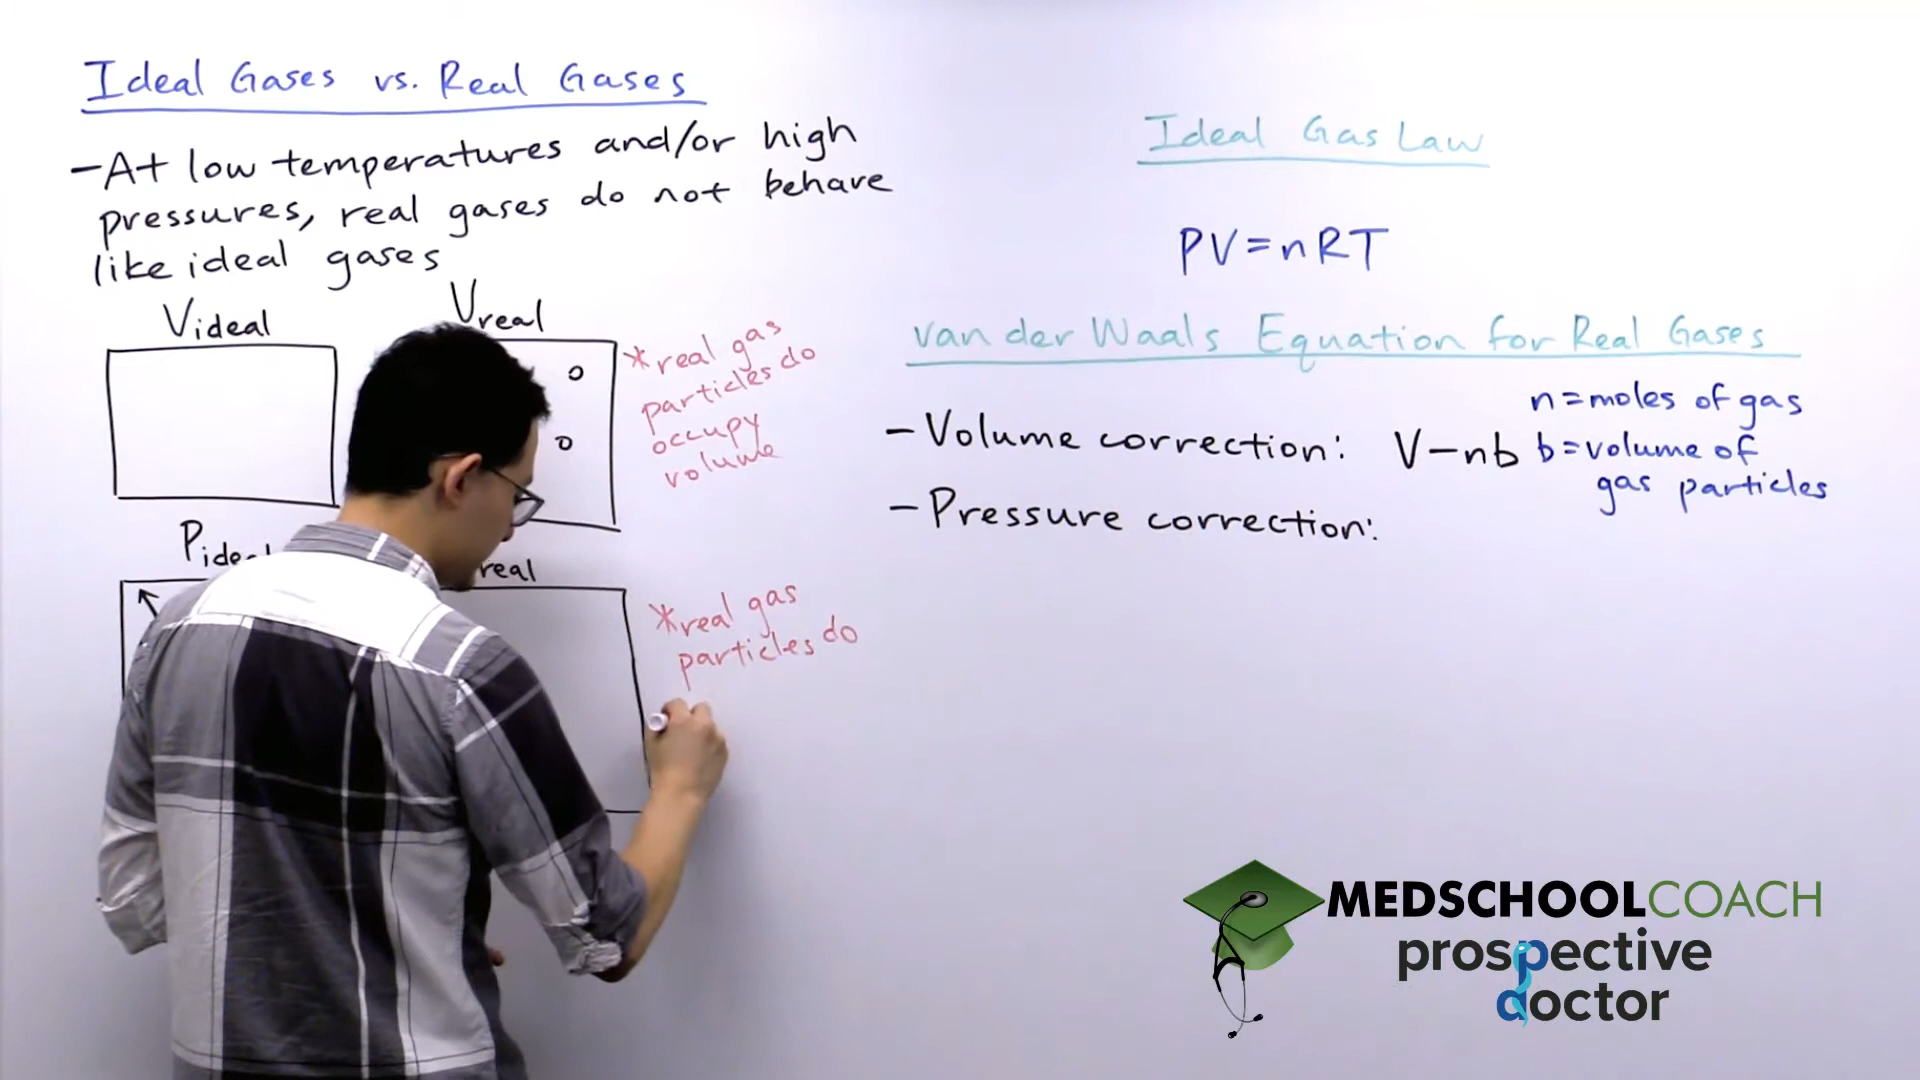 Ideal Gases vs. Real Gases
-At low temperatures and/or high
pressures, real gases do not behave
like ideal gases
Videal
Vreal
*real gas
particles do
occupy
volume
real
*real gas
particles do
Ideal Gas Law
PV=nRT
van der Waals Equation for Real Gases
n=moles of gas
- Volume correction: V-nb b=volume of
gas particles
- Pressure correction:
MEDSCHOOLCOACH
prospective
doctor